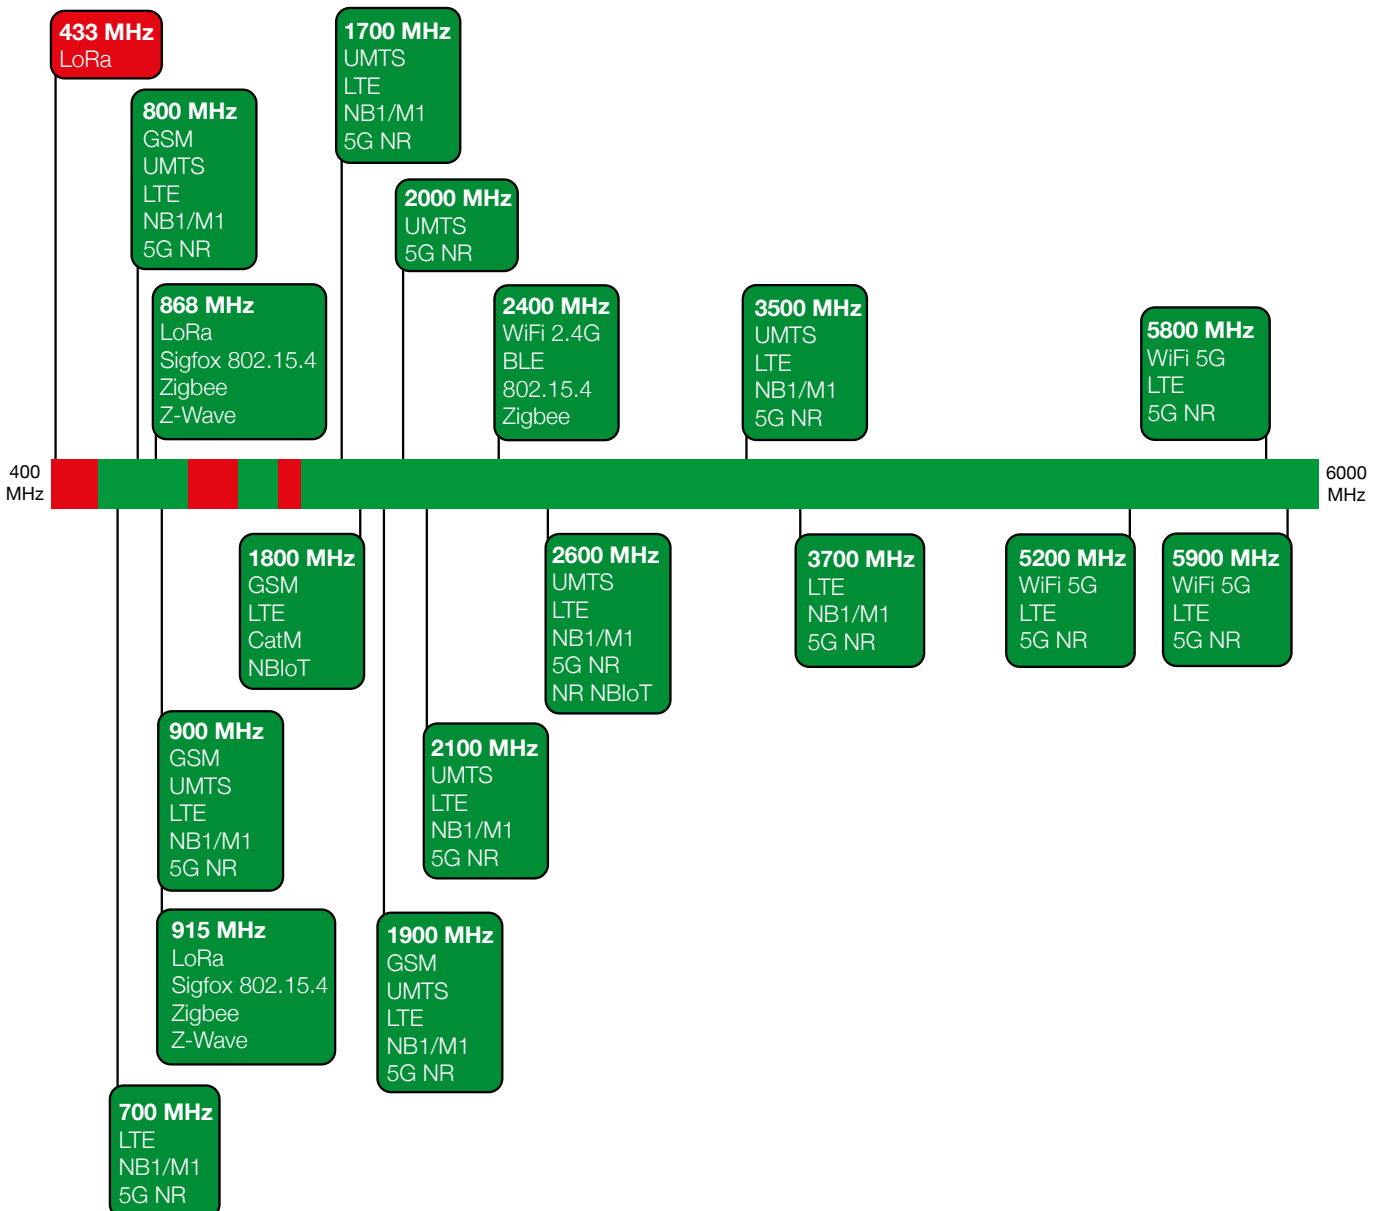 433 MHz
LoRa
800 MHz
GSM
UMTS
LTE
NB1/M1
5G NR
868 MHz
LoRa
Sigfox 802.15.4
Zigbee
Z-Wave
1700 MHz
UMTS
LTE
NB1/M1
5G NR
2000 MHz
UMTS
5G NR
2400 MHz
WiFi 2.4G
BLE
802.15.4
Zigbee
3500 MHz
UMTS
LTE
NB1/M1
5G NR
5800 MHz
WiFi 5G
LTE
5G NR
400
MHz
6000
MHz
1800 MHz
GSM
LTE
CatM
NBIoT
2600 MHz
UMTS
LTE
NB1/M1
5G NR
NR NBIoT
3700 MHz
LTE
NB1/M1
5G NR
5200 MHz
WiFi 5G
LTE
5G NR
5900 MHz
WiFi 5G
LTE
5G NR
900 MHz
GSM
UMTS
LTE
NB1/M1
5G NR
2100 MHz
UMTS
LTE
NB1/M1
5G NR
915 MHz
LoRa
Sigfox 802.15.4
Zigbee
Z-Wave
1900 MHz
GSM
UMTS
LTE
NB1/M1
5G NR
700 MHz
LTE
NB1/M1
5G NR